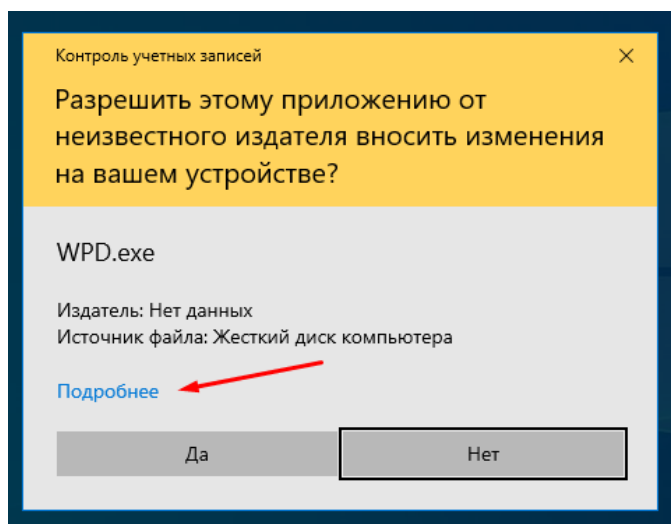 Контроль учетных записей
Разрешить этому приложению от
неизвестного издателя вносить изменения
на вашем устройстве?
WPD.exe
Издатель: Нет данных
Источник файла: Жесткий диск компьютера
Подробнее
Да
Нет